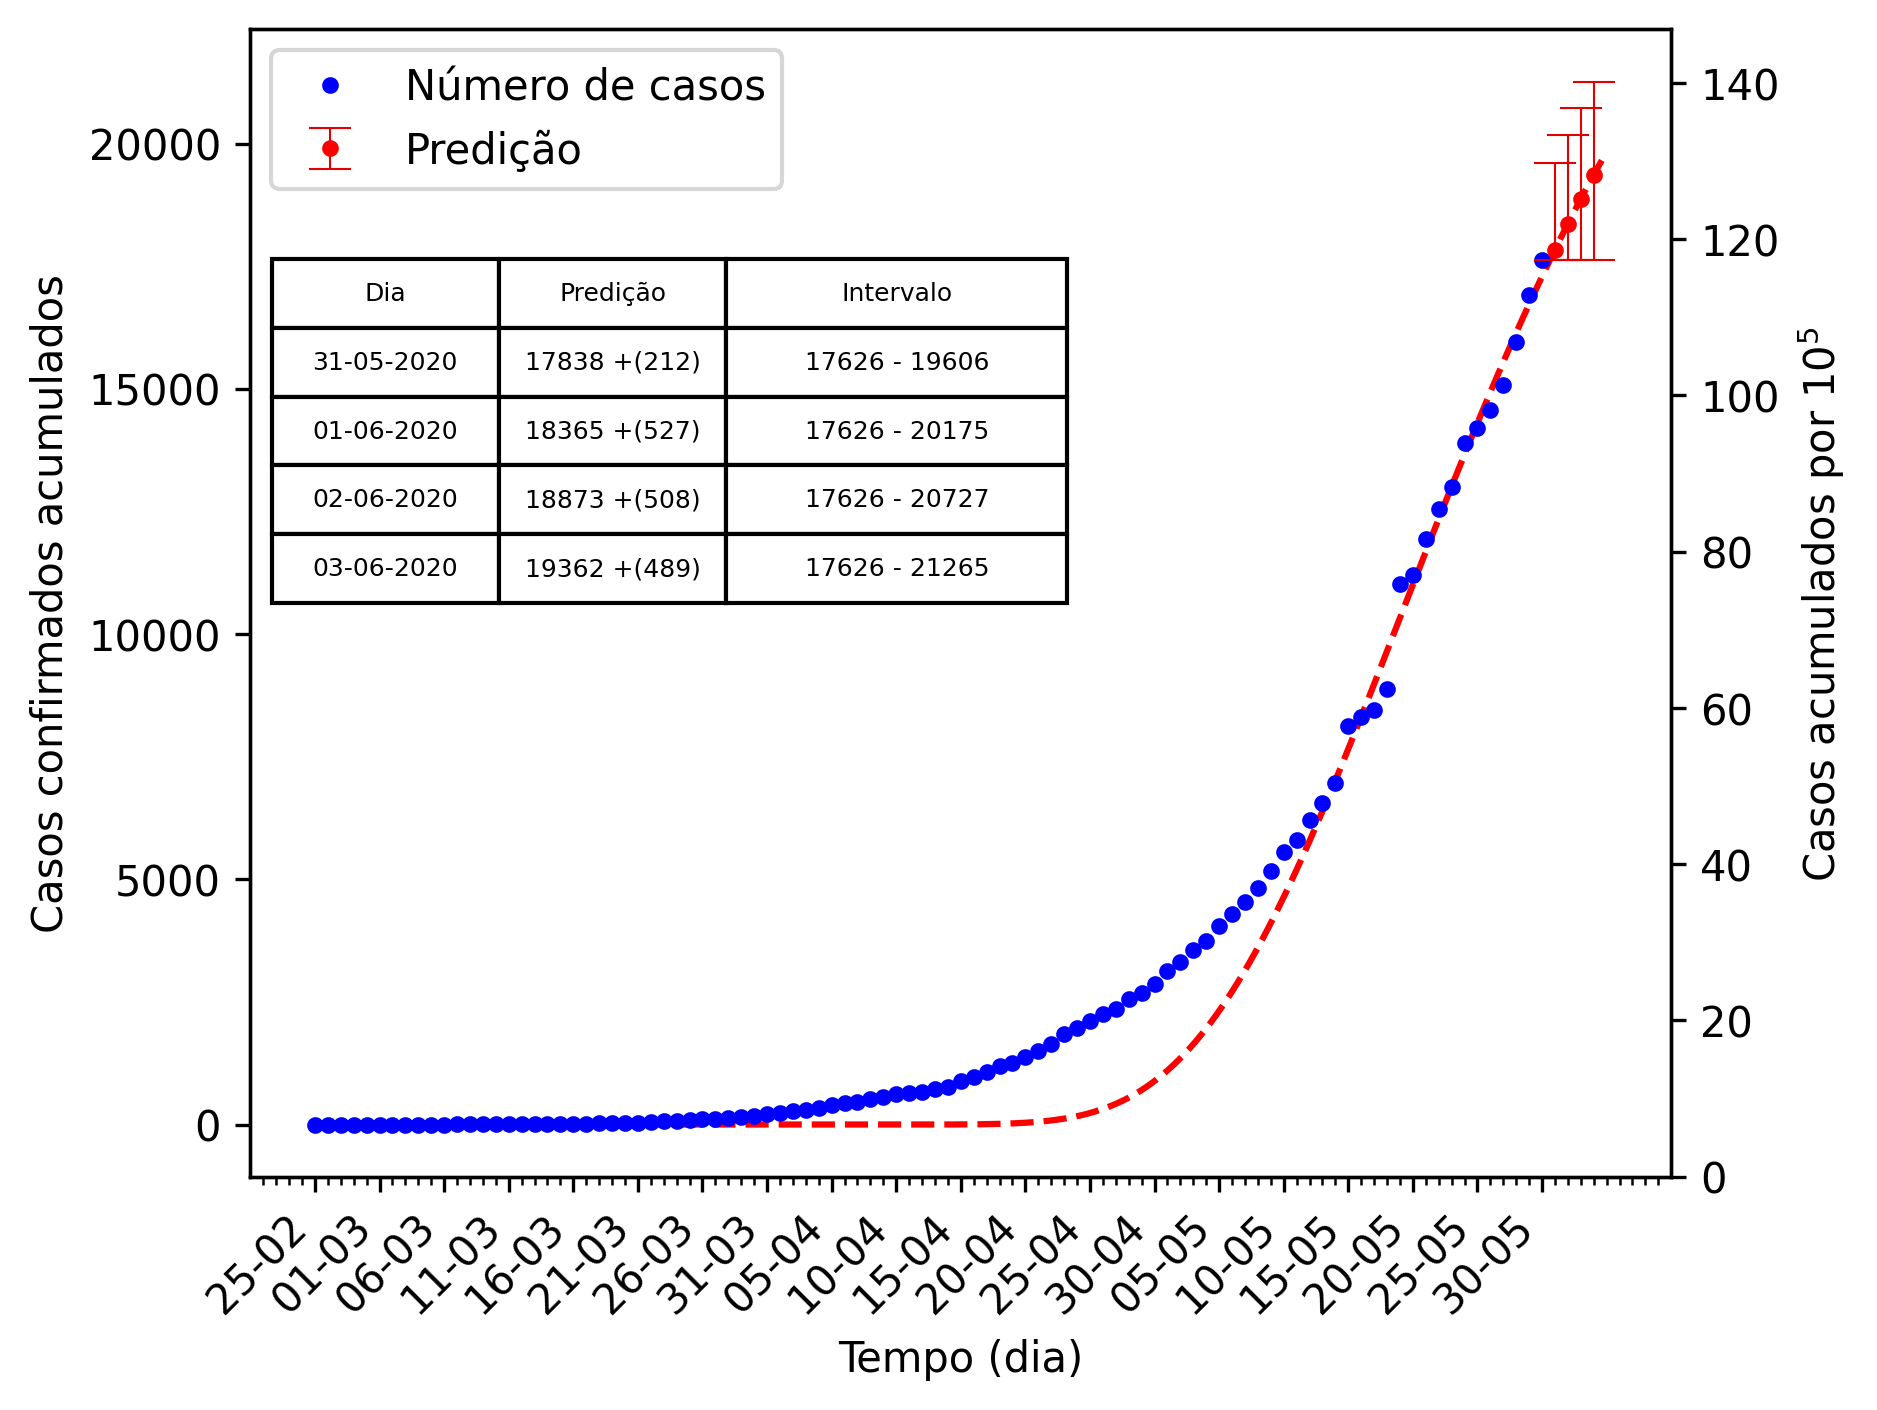 Número de casos
Predição
Dia Predição Intervalo
31-05-2020 17838 +(212) 17626 - 19606
01-06-2020 18365 +(527) 17626 - 20175
02-06-2020 18873 +(508) 17626 - 20727
03-06-2020 19362 +(489) 17626 - 21265
Casos confirmados acumulados
20000
15000
10000
5000
0
140
120
100
80
60
40
20
0
Casos acumulados por 10⁵
25-02 01-03 06-03 11-03 16-03 21-03 26-03 31-03 05-04 10-04 15-04 20-04 25-04 30-04 05-05 10-05 15-05 20-05 25-05 30-05
Tempo (dia)